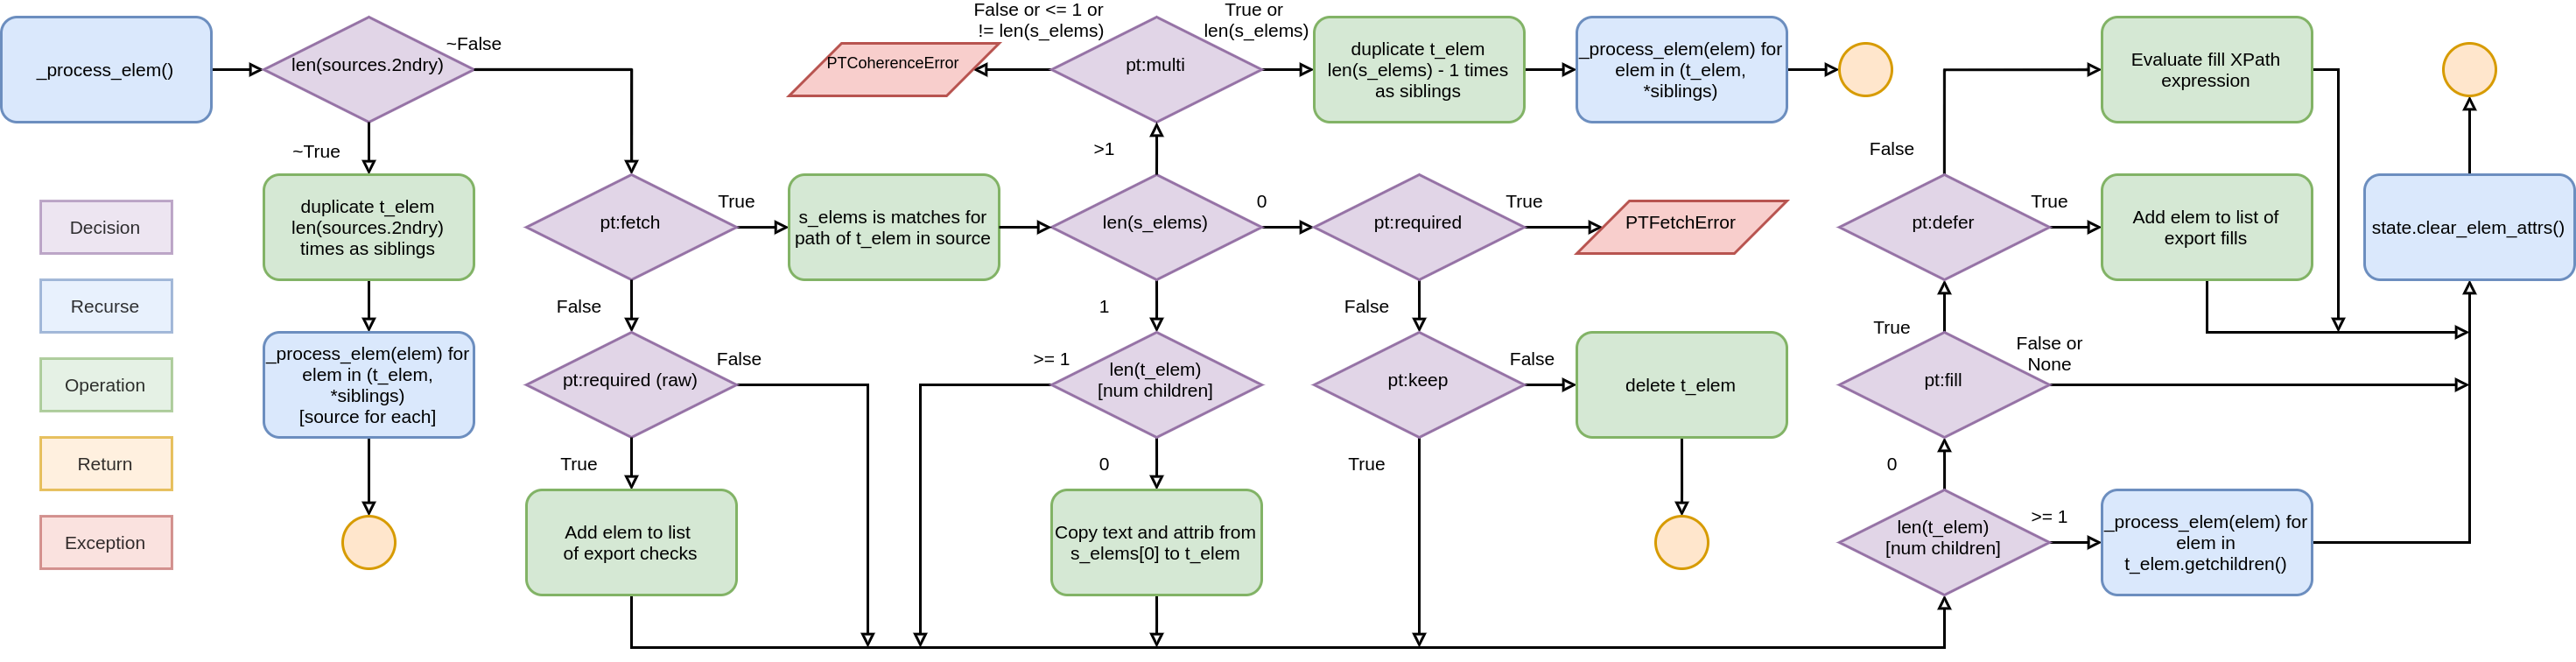 _process_elem()
len(sources.2ndry)
~False
~True
duplicate t_elem
len(sources.2ndry)
times as siblings
_process_elem(elem) for
elem in (t_elem,
*siblings)
[source for each]
Decision
Recurse
Operation
Return
Exception
pt:fetch
True
False
pt:required (raw)
False
True
Add elem to list
of export checks
s_elems is matches for
path of t_elem in source
len(s_elems)
>1
0
1
pt:multi
False or <= 1 or
!= len(s_elems)
PTCoherenceError
True or
len(s_elems)
duplicate t_elem
len(s_elems) - 1 times
as siblings
_process_elem(elem) for
elem in (t_elem,
*siblings)
len(t_elem)
[num children]
>= 1
0
Copy text and attrib from
s_elems[0] to t_elem
pt:required
True
PTFetchError
False
pt:keep
False
delete t_elem
True
len(t_elem)
[num children]
>= 1
_process_elem(elem) for
elem in
t_elem.getchildren()
0
pt:fill
False or
None
True
pt:defer
True
Add elem to list of
export fills
False
Evaluate fill XPath
expression
state.clear_elem_attrs()